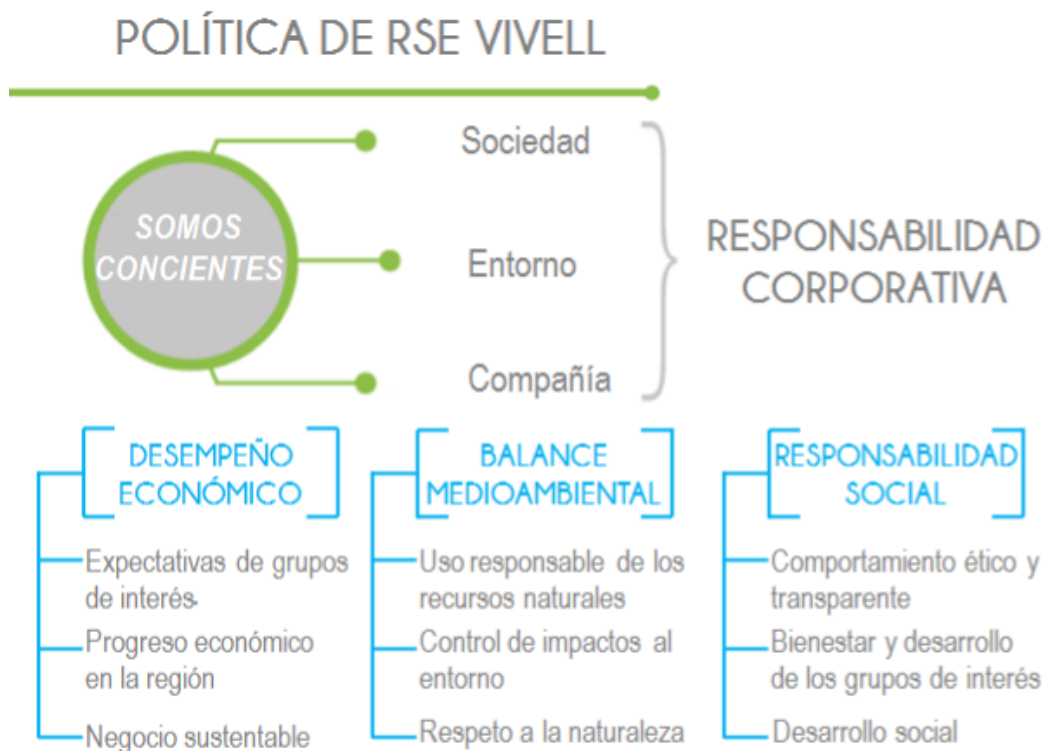 POLÍTICA DE RSE VIVELL
SOMOS
CONCIENTES
Sociedad
Entorno
Compañía
RESPONSABILIDAD
CORPORATIVA
DESEMPEÑO
ECONÓMICO
Expectativas de grupos
de interés.
Progreso económico
en la región
Negocio sustentable
BALANCE
MEDIOAMBIENTAL
Uso responsable de los
recursos naturales
Control de impactos al
entorno
Respeto a la naturaleza
RESPONSABILIDAD
SOCIAL
Comportamiento ético y
transparente
Bienestar y desarrollo
de los grupos de interés
Desarrollo social